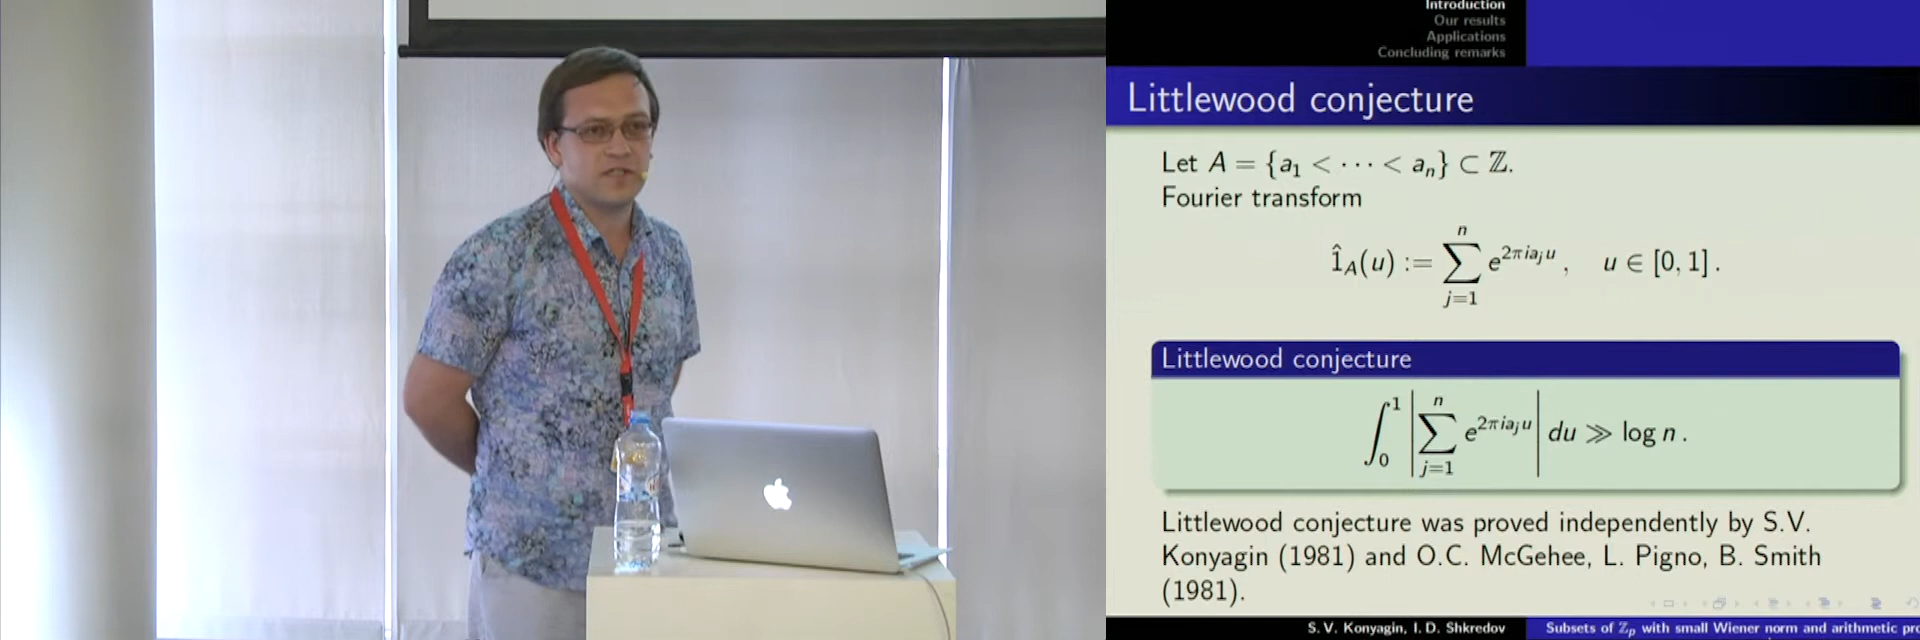 Introduction
Our results
Applications
Concluding remarks
Littlewood conjecture
Let A = {a₁ < ⋯ < aₙ} ⊂ ℤ.
Fourier transform
1̂_A(u) := ∑_{j=1}^{n} e^{2πia_ju}, u ∈ [0, 1].
Littlewood conjecture
∫_0^1 |∑_{j=1}^{n} e^{2πia_ju}| du ≫ log n.
Littlewood conjecture was proved independently by S.V.
Konyagin (1981) and O.C. McGehee, L. Pigno, B. Smith
(1981).
S. V. Konyagin, I. D. Shkredov
Subsets of ℤ_p with small Wiener norm and arithmetic pro